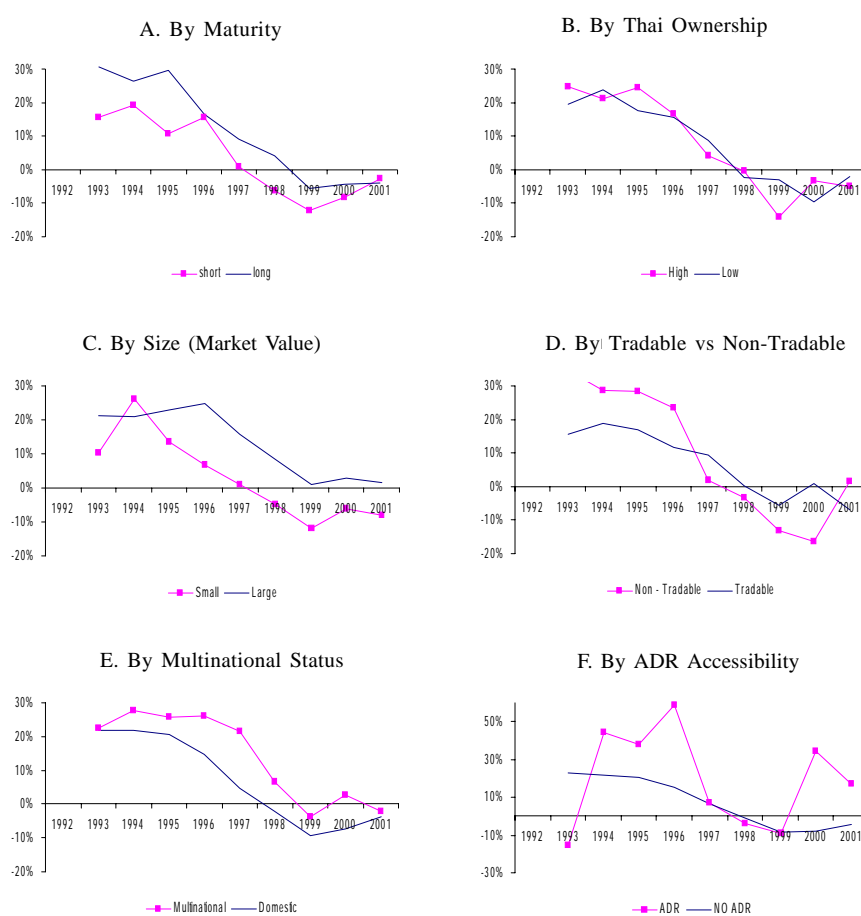 A. By Maturity
30%
20%
10%
0%
-10%
-20%
1992 1993 1994 1995 1996 1997 1998 1999 2000 2001
short long
B. By Thai Ownership
30%
20%
10%
0%
-10%
-20%
1992 1993 1994 1995 1996 1997 1998 1999 2000 2001
High Low
C. By Size (Market Value)
30%
20%
10%
0%
-10%
-20%
1992 1993 1994 1995 1996 1997 1998 1999 2000 2001
Small Large
D. By Tradable vs Non-Tradable
30%
20%
10%
0%
-10%
-20%
1992 1993 1994 1995 1996 1997 1998 1999 2000 2001
Non - Tradable Tradable
E. By Multinational Status
30%
20%
10%
0%
-10%
-20%
1992 1993 1994 1995 1996 1997 1998 1999 2000 2001
Multinational Domestic
F. By ADR Accessibility
50%
30%
10%
-10%
-30%
1992 1993 1994 1995 1996 1997 1998 1999 2000 2001
ADR NO ADR